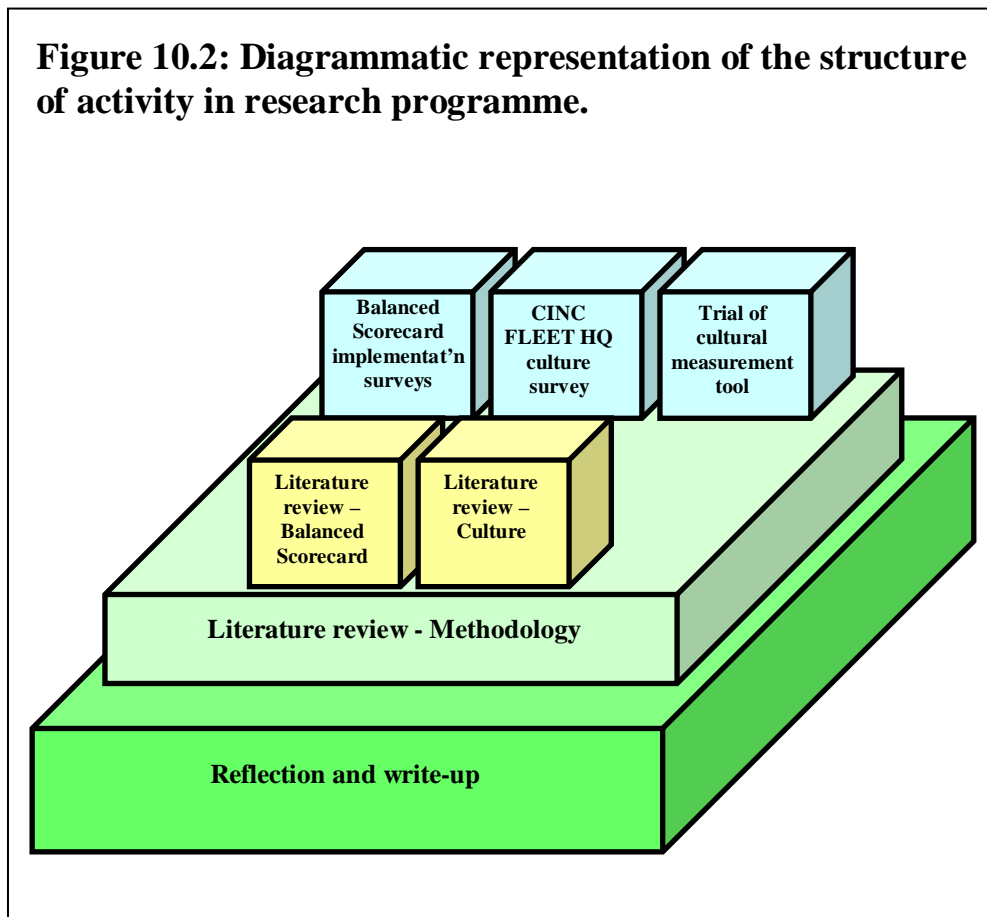 Figure 10.2: Diagrammatic representation of the structure
of activity in research programme.
Balanced
Scorecard
implementat’n
surveys
CINC
FLEET HQ
culture
survey
Trial of
cultural
measurement
tool
Literature
review –
Balanced
Scorecard
Literature
review –
Culture
Literature review - Methodology
Reflection and write-up